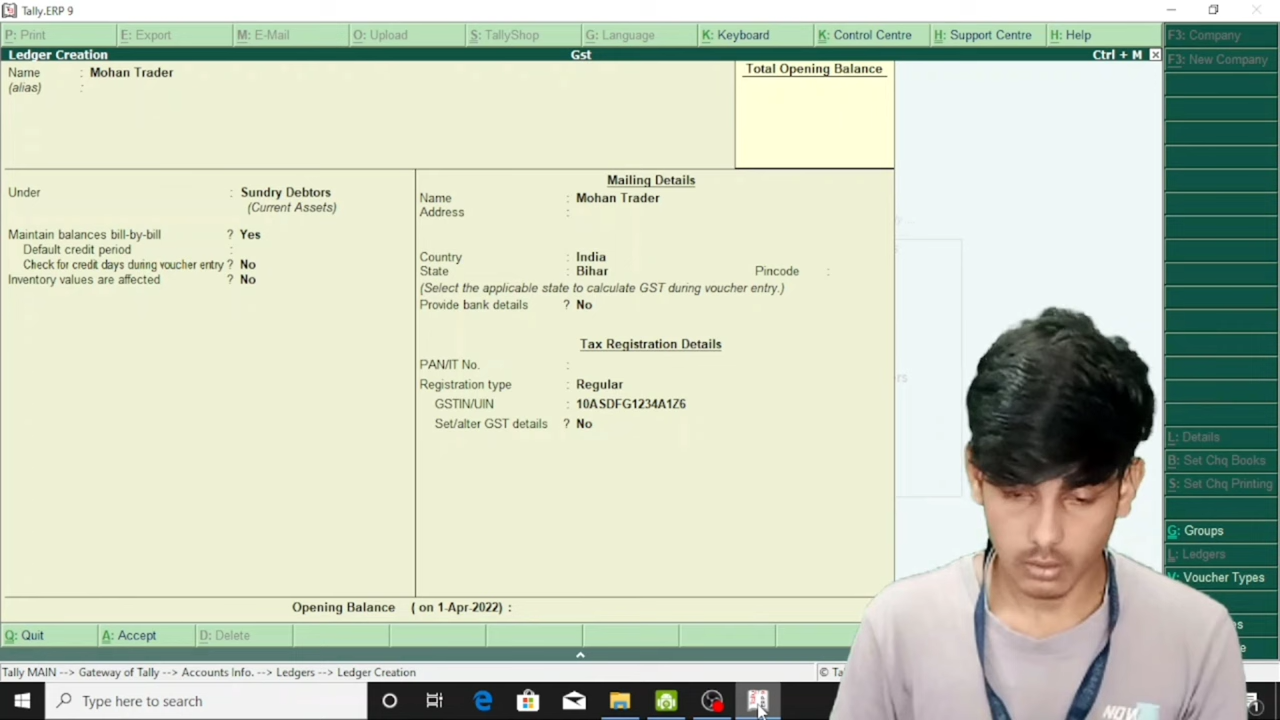 Tally.ERP 9
P: Print E: Export M: E-Mail O: Upload S: TallyShop G: Language K: Keyboard K: Control Centre H: Support Centre H: Help F3: Company
Ledger Creation Gst Ctrl + M
F3: New Company
Name : Mohan Trader
(alias) :
Total Opening Balance
Under : Sundry Debtors
(Current Assets)
Maintain balances bill-by-bill ? Yes
Default credit period :
Check for credit days during voucher entry ? No
Inventory values are affected ? No
Mailing Details
Name : Mohan Trader
Address :
Country : India
State : Bihar Pincode :
(Select the applicable state to calculate GST during voucher entry.)
Provide bank details ? No
Tax Registration Details
PAN/IT No. :
Registration type : Regular
GSTIN/UIN : 10ASDFG1234A1Z6
Set/alter GST details ? No
L: Details
B: Set Chq Books
S: Set Chq Printing
G: Groups
L: Ledgers
V: Voucher Types
Opening Balance ( on 1-Apr-2022) :
Q: Quit A: Accept D: Delete
Tally MAIN --> Gateway of Tally --> Accounts Info. --> Ledgers --> Ledger Creation
Type here to search
NOW
1